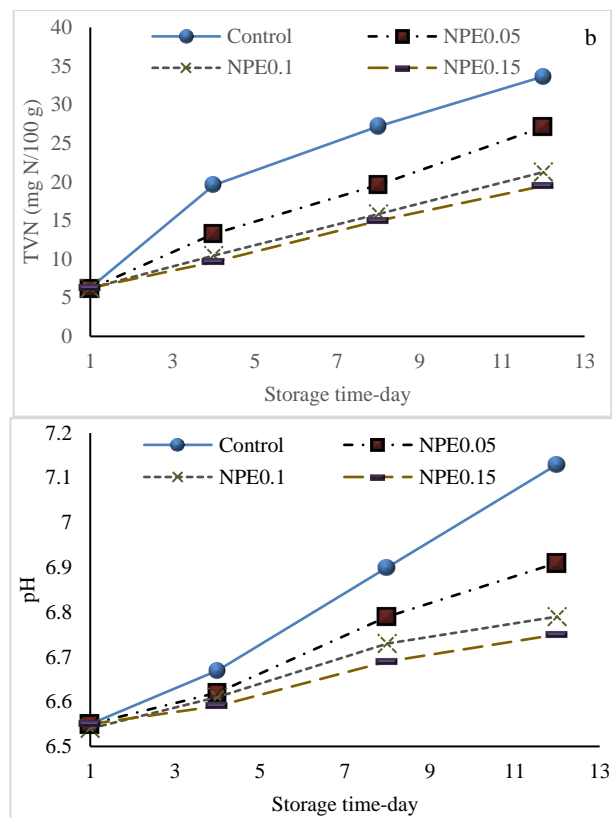 40
35
30
25
20
15
10
5
0
TVN (mg N/100 g)
Control
NPE0.05
b
NPE0.1
NPE0.15
1 3 5 7 9 11 13
Storage time-day
7.2
7.1
7
6.9
6.8
6.7
6.6
6.5
pH
Control
NPE0.05
NPE0.1
NPE0.15
1 3 5 7 9 11 13
Storage time-day